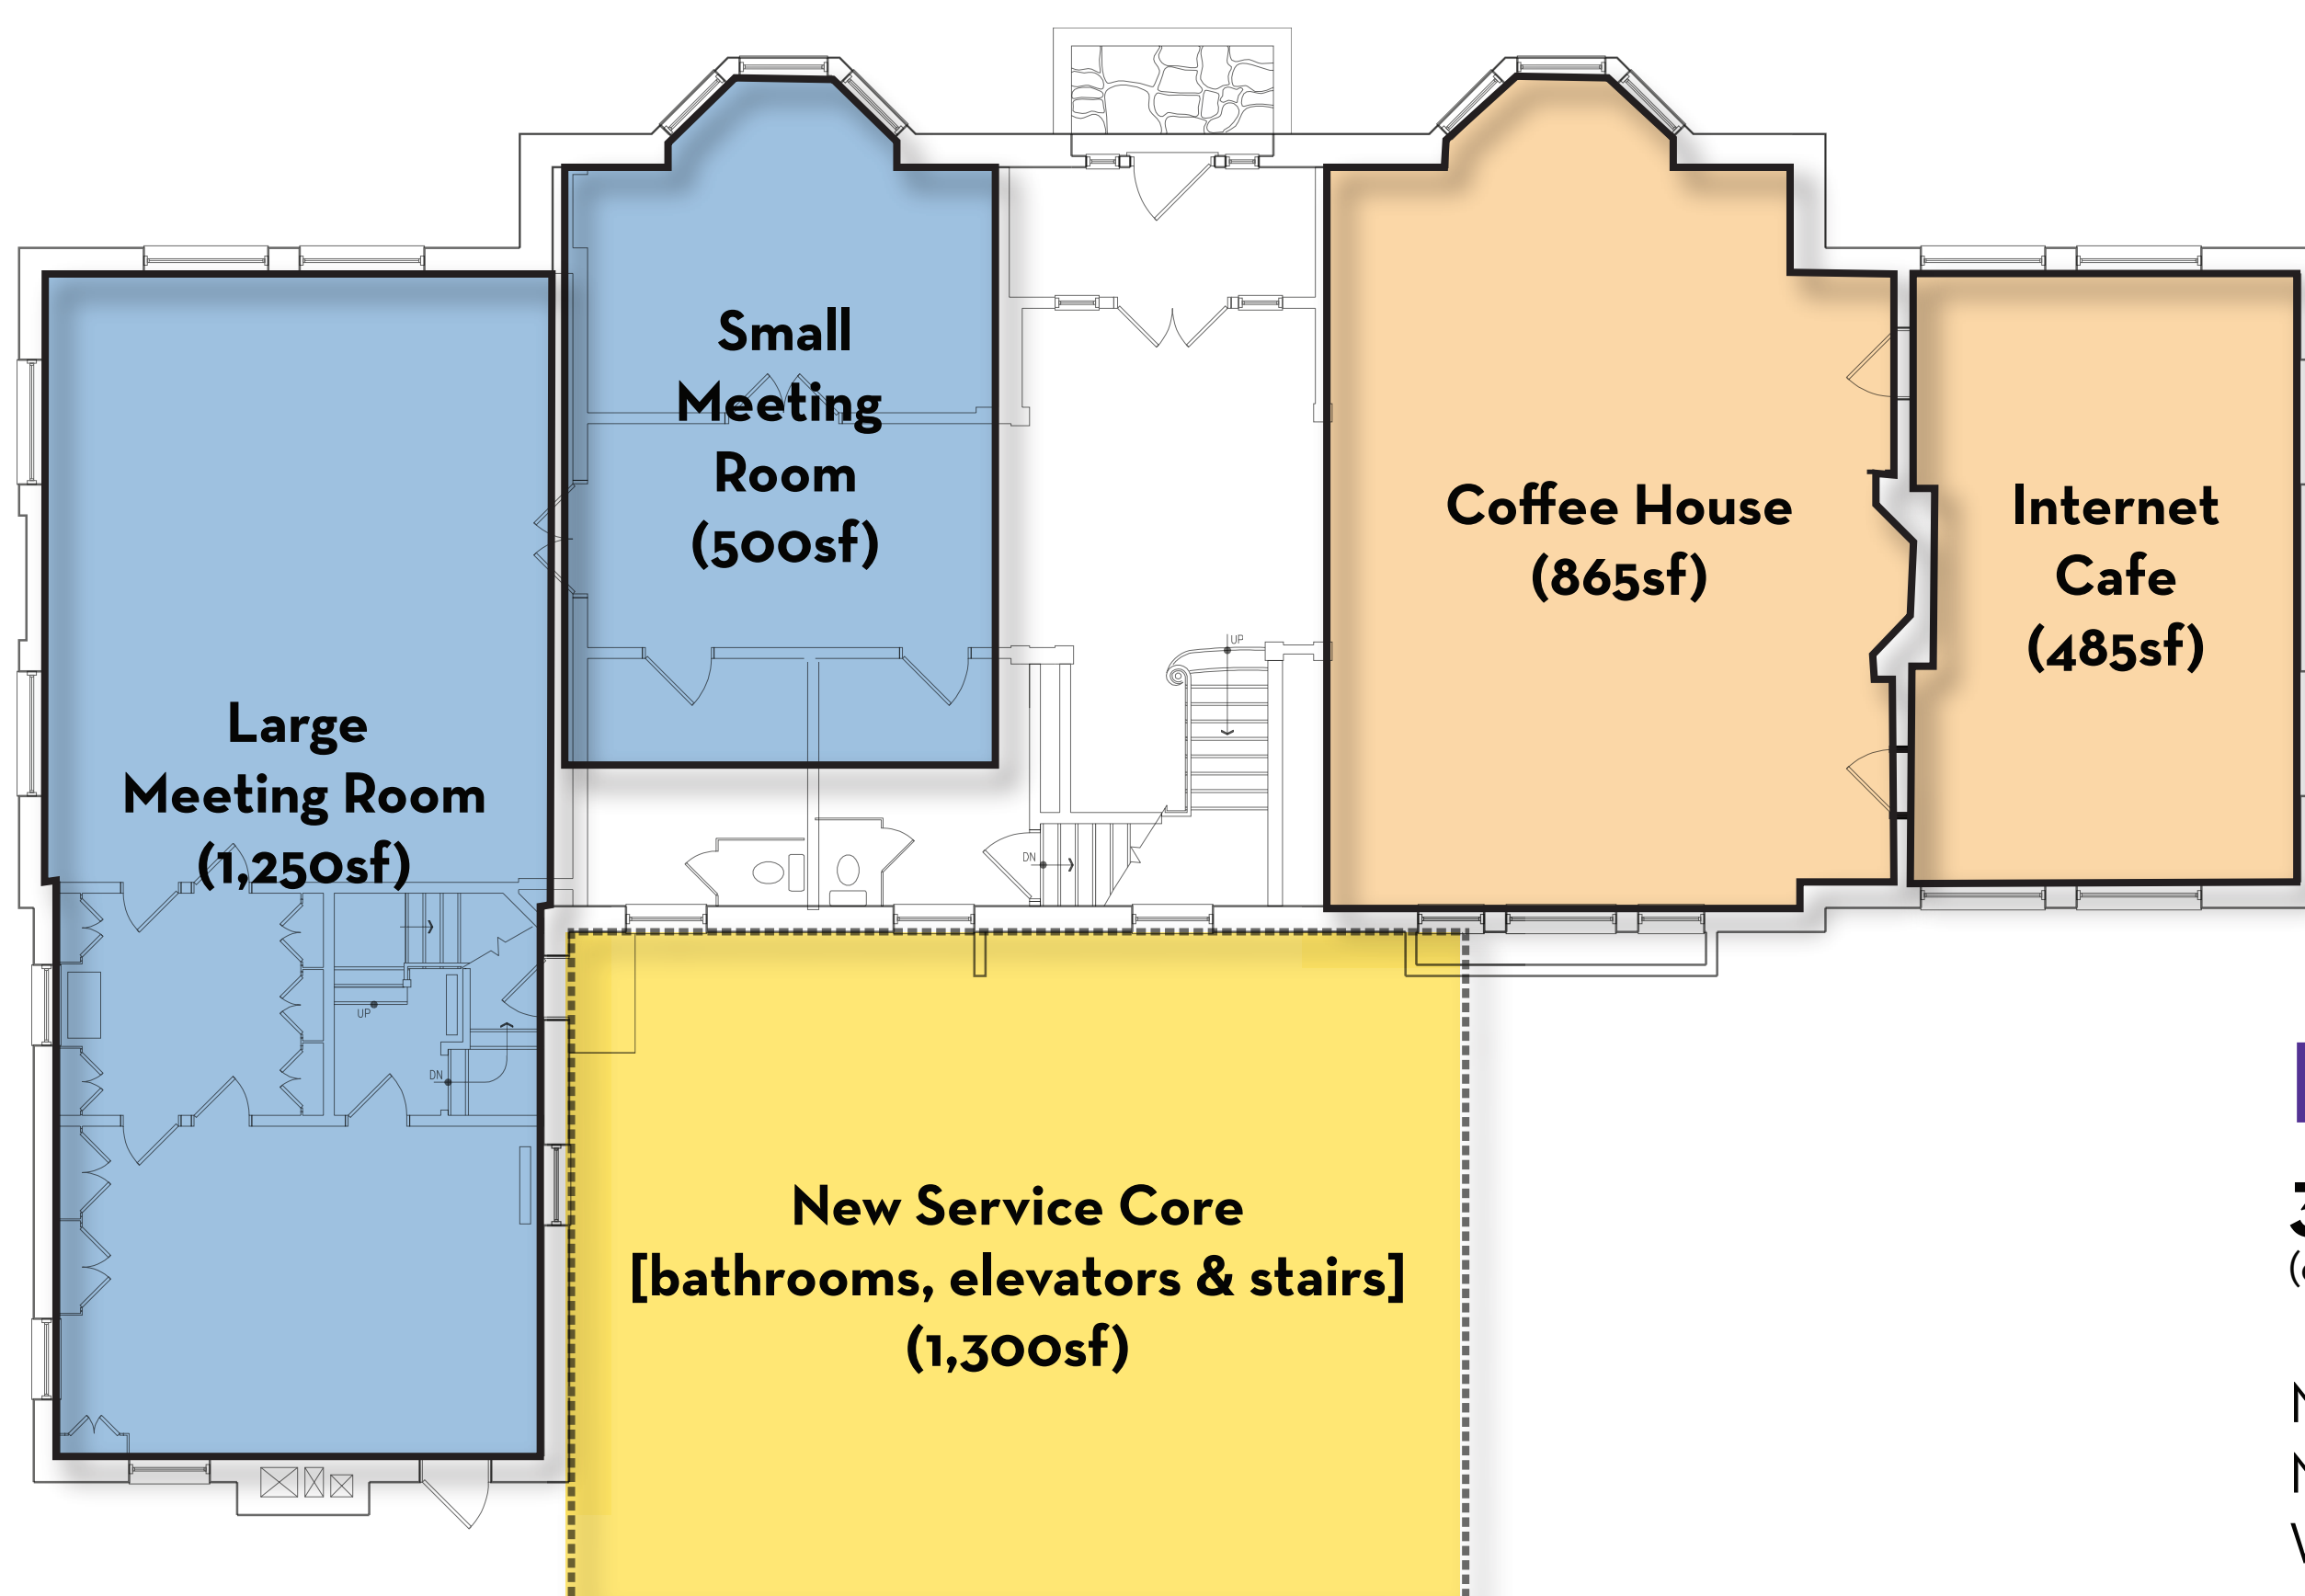 Small
Meeting
Room
(500sf)
Coffee House
(865sf)
Internet
Cafe
(485sf)
UP
Large
Meeting Room
(1,250sf)
DN
UP
DN
New Service Core
[bathrooms, elevators & stairs]
(1,300sf)